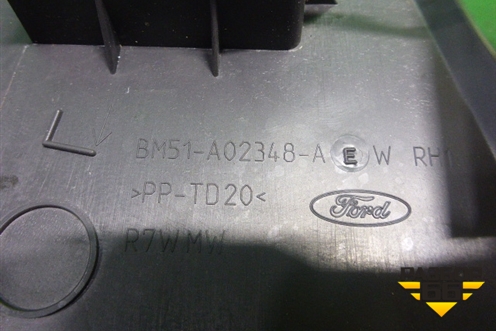 BM51-A02348-A E W RH
>PP-TD20<
Ford
R7WMW